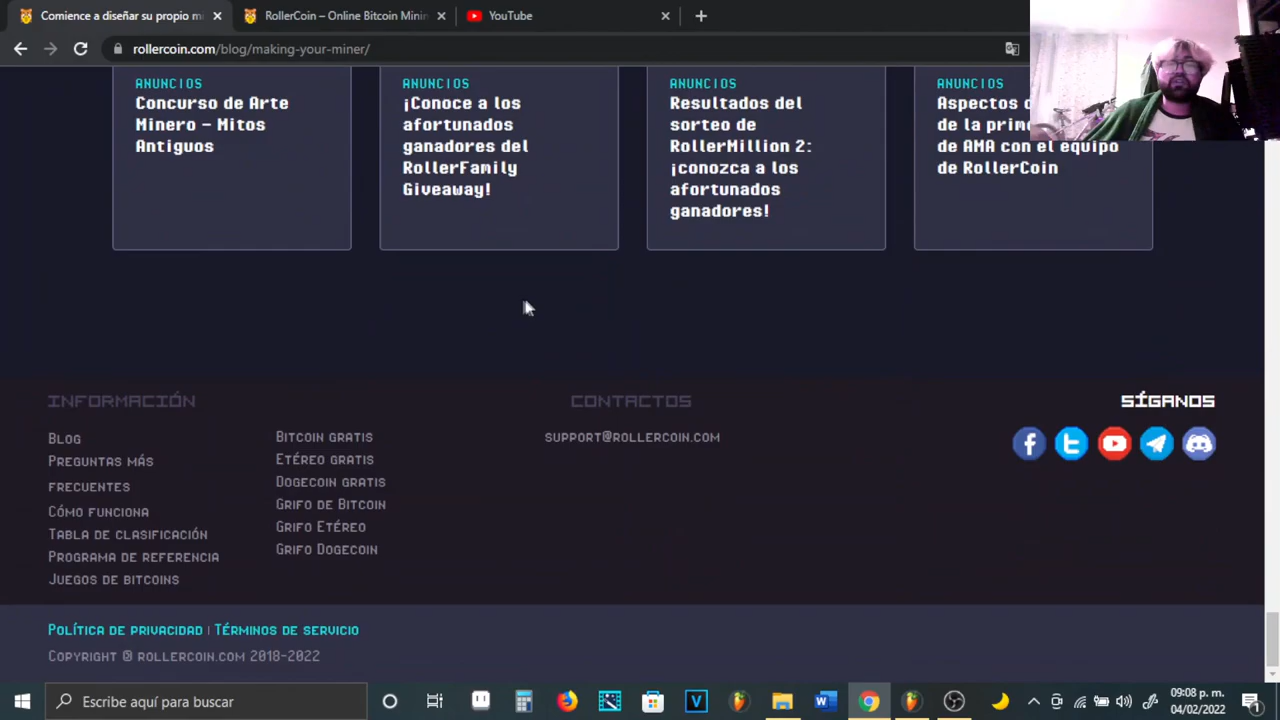 Comience a diseñar su propio mi
RollerCoin – Online Bitcoin Minin
YouTube
rollercoin.com/blog/making-your-miner/
ANUNCIOS
Concurso de Arte
Minero – Mitos
Antiguos
ANUNCIOS
¡Conoce a los
afortunados
ganadores del
RollerFamily
Giveaway!
ANUNCIOS
Resultados del
sorteo de
RollerMillion 2:
¡conozca a los
afortunados
ganadores!
ANUNCIOS
Aspectos
de la prim
de AMA con el equipo
de RollerCoin
INFORMACIÓN
Blog
Preguntas más
frecuentes
Cómo funciona
Tabla de clasificación
Programa de referencia
Juegos de bitcoins
Bitcoin gratis
Etéreo gratis
Dogecoin gratis
Grifo de Bitcoin
Grifo Etéreo
Grifo Dogecoin
CONTACTOS
support@rollercoin.com
SÍGANOS
Política de privacidad | Términos de servicio
Copyright © rollercoin.com 2018-2022
Escribe aquí para buscar
09:08 p. m.
04/02/2022